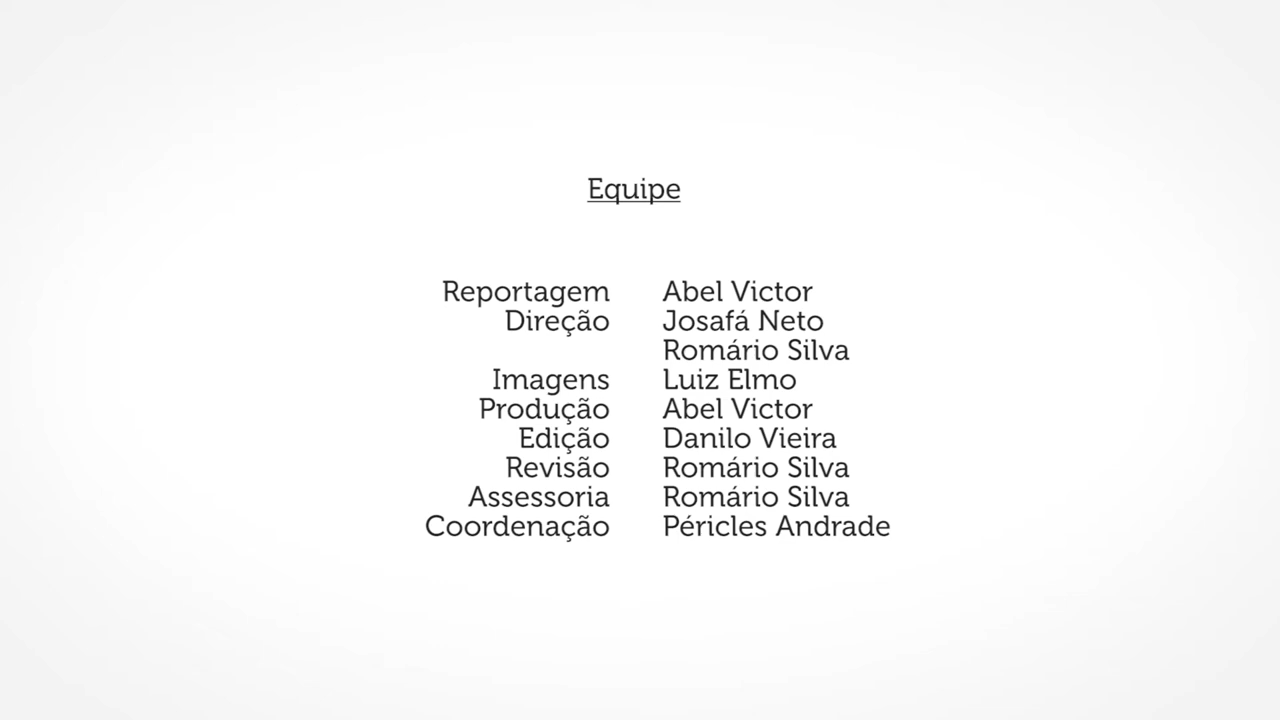 Equipe
Reportagem Abel Victor
Direção Josafá Neto
Romário Silva
Imagens Luiz Elmo
Produção Abel Victor
Edição Danilo Vieira
Revisão Romário Silva
Assessoria Romário Silva
Coordenação Péricles Andrade